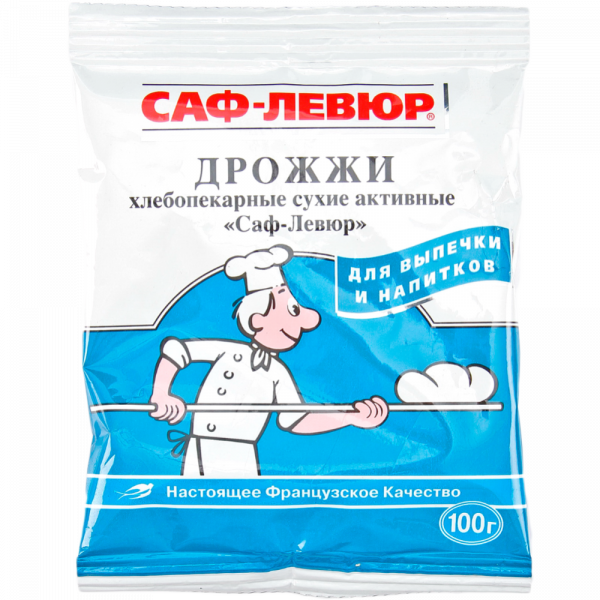 САФ-ЛЕВЮР®
ДРОЖЖИ
хлебопекарные сухие активные
«Саф-Левюр»
ДЛЯ ВЫПЕЧКИ
И НАПИТКОВ
Настоящее Французское Качество
100г